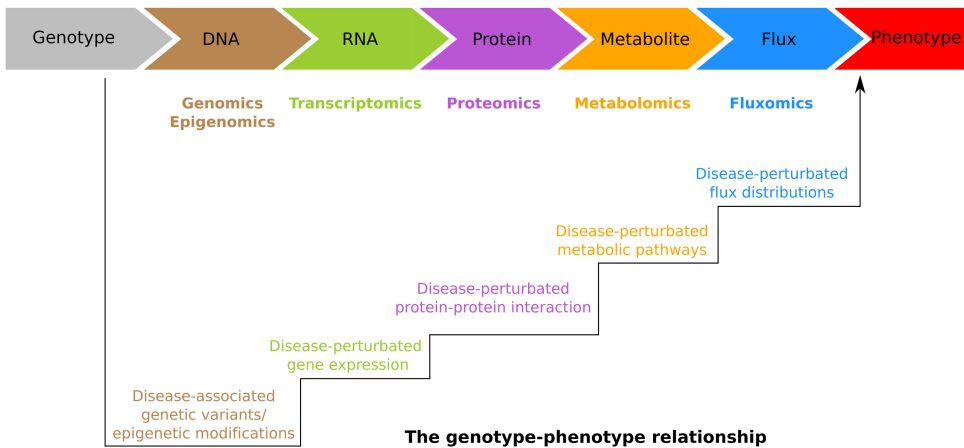 Genotype
DNA
RNA
Protein
Metabolite
Flux
Phenotype
Genomics
Epigenomics
Transcriptomics
Proteomics
Metabolomics
Fluxomics
Disease-perturbated
flux distributions
Disease-perturbated
metabolic pathways
Disease-perturbated
protein-protein interaction
Disease-perturbated
gene expression
Disease-associated
genetic variants/
epigenetic modifications
The genotype-phenotype relationship